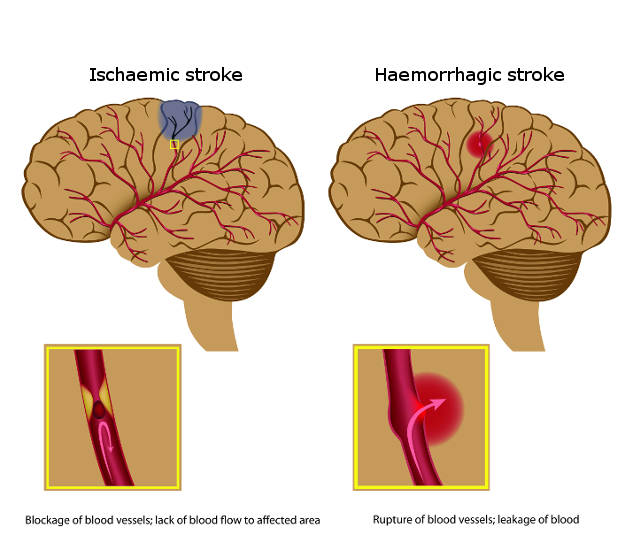 Ischaemic stroke
Haemorrhagic stroke
Blockage of blood vessels; lack of blood flow to affected area
Rupture of blood vessels; leakage of blood